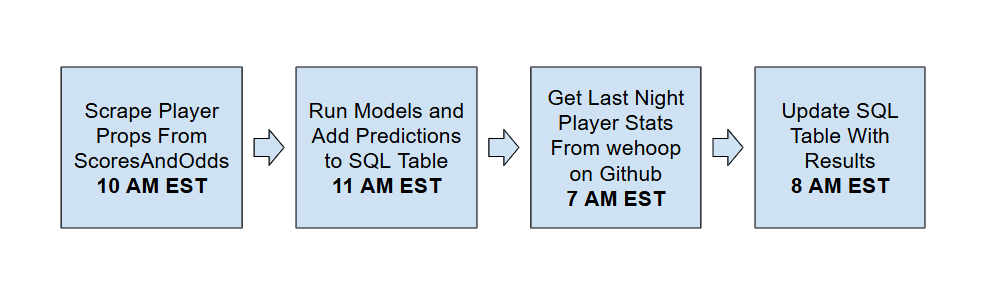 Scrape Player
Props From
ScoresAndOdds
10 AM EST
Run Models and
Add Predictions
to SQL Table
11 AM EST
Get Last Night
Player Stats
From wehoop
on Github
7 AM EST
Update SQL
Table With
Results
8 AM EST